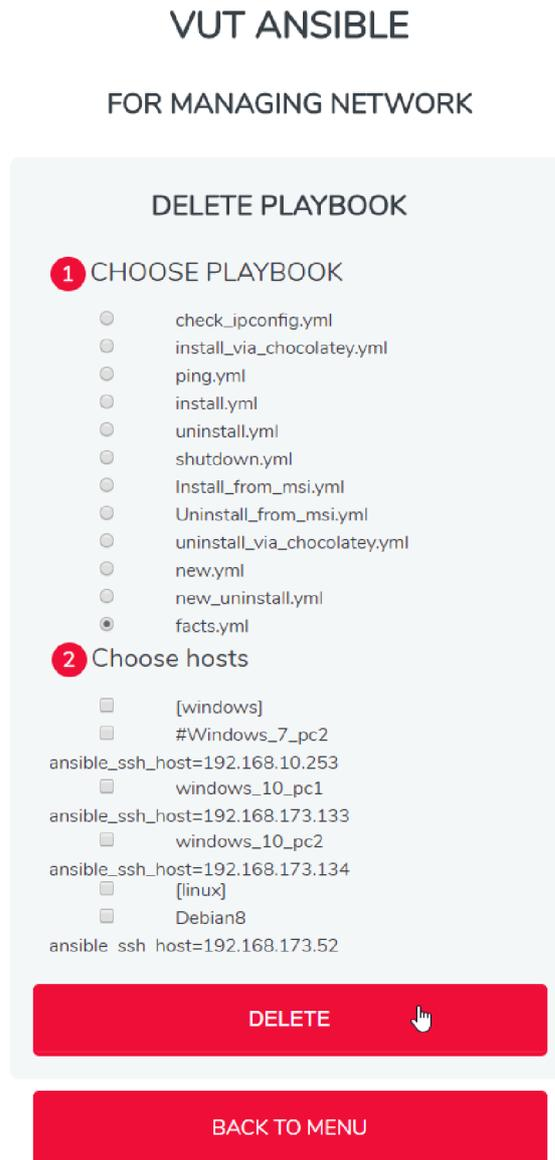 VUT ANSIBLE
FOR MANAGING NETWORK
DELETE PLAYBOOK
1 CHOOSE PLAYBOOK
check_ipconfig.yml
install_via_chocolatey.yml
ping.yml
install.yml
uninstall.yml
shutdown.yml
Install_from_msi.yml
Uninstall_from_msi.yml
uninstall_via_chocolatey.yml
new.yml
new_uninstall.yml
facts.yml
2 Choose hosts
[windows]
#Windows_7_pc2
ansible_ssh_host=192.168.10.253
windows_10_pc1
ansible_ssh_host=192.168.173.133
windows_10_pc2
ansible_ssh_host=192.168.173.134
[linux]
Debian8
ansible_ssh_host=192.168.173.52
DELETE
BACK TO MENU